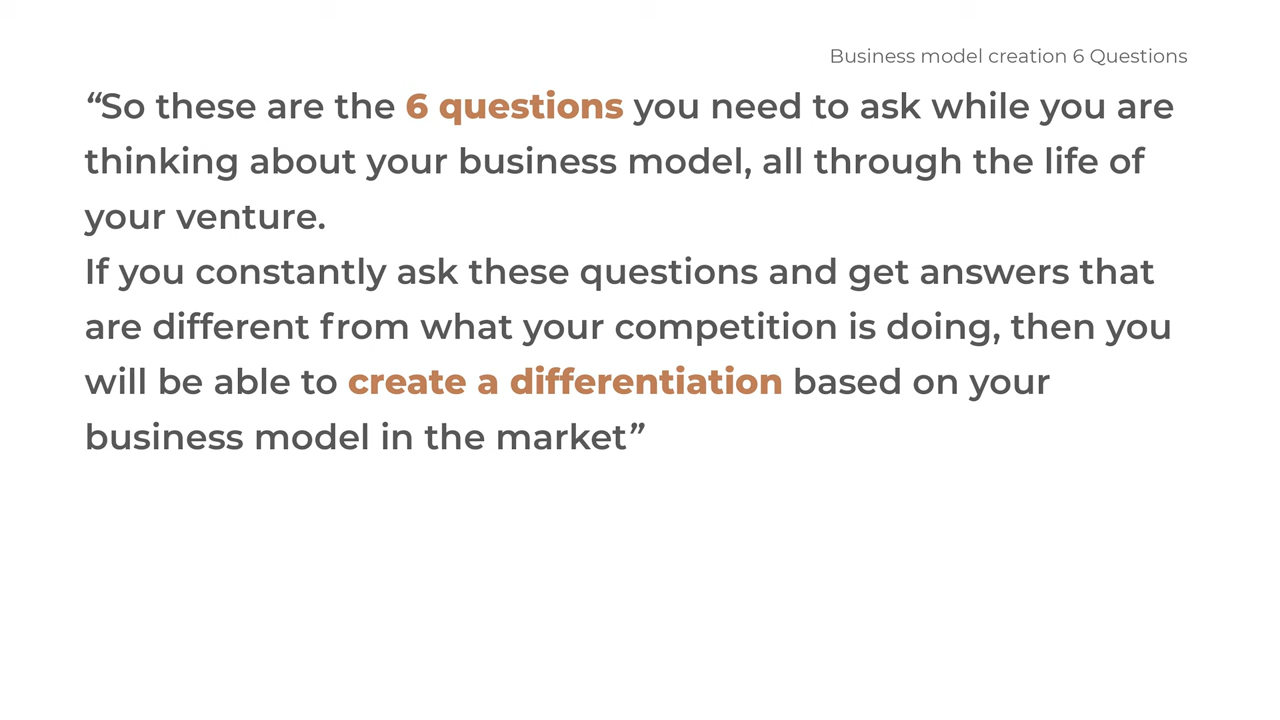 Business model creation 6 Questions
“So these are the 6 questions you need to ask while you are
thinking about your business model, all through the life of
your venture.
If you constantly ask these questions and get answers that
are different from what your competition is doing, then you
will be able to create a differentiation based on your
business model in the market”